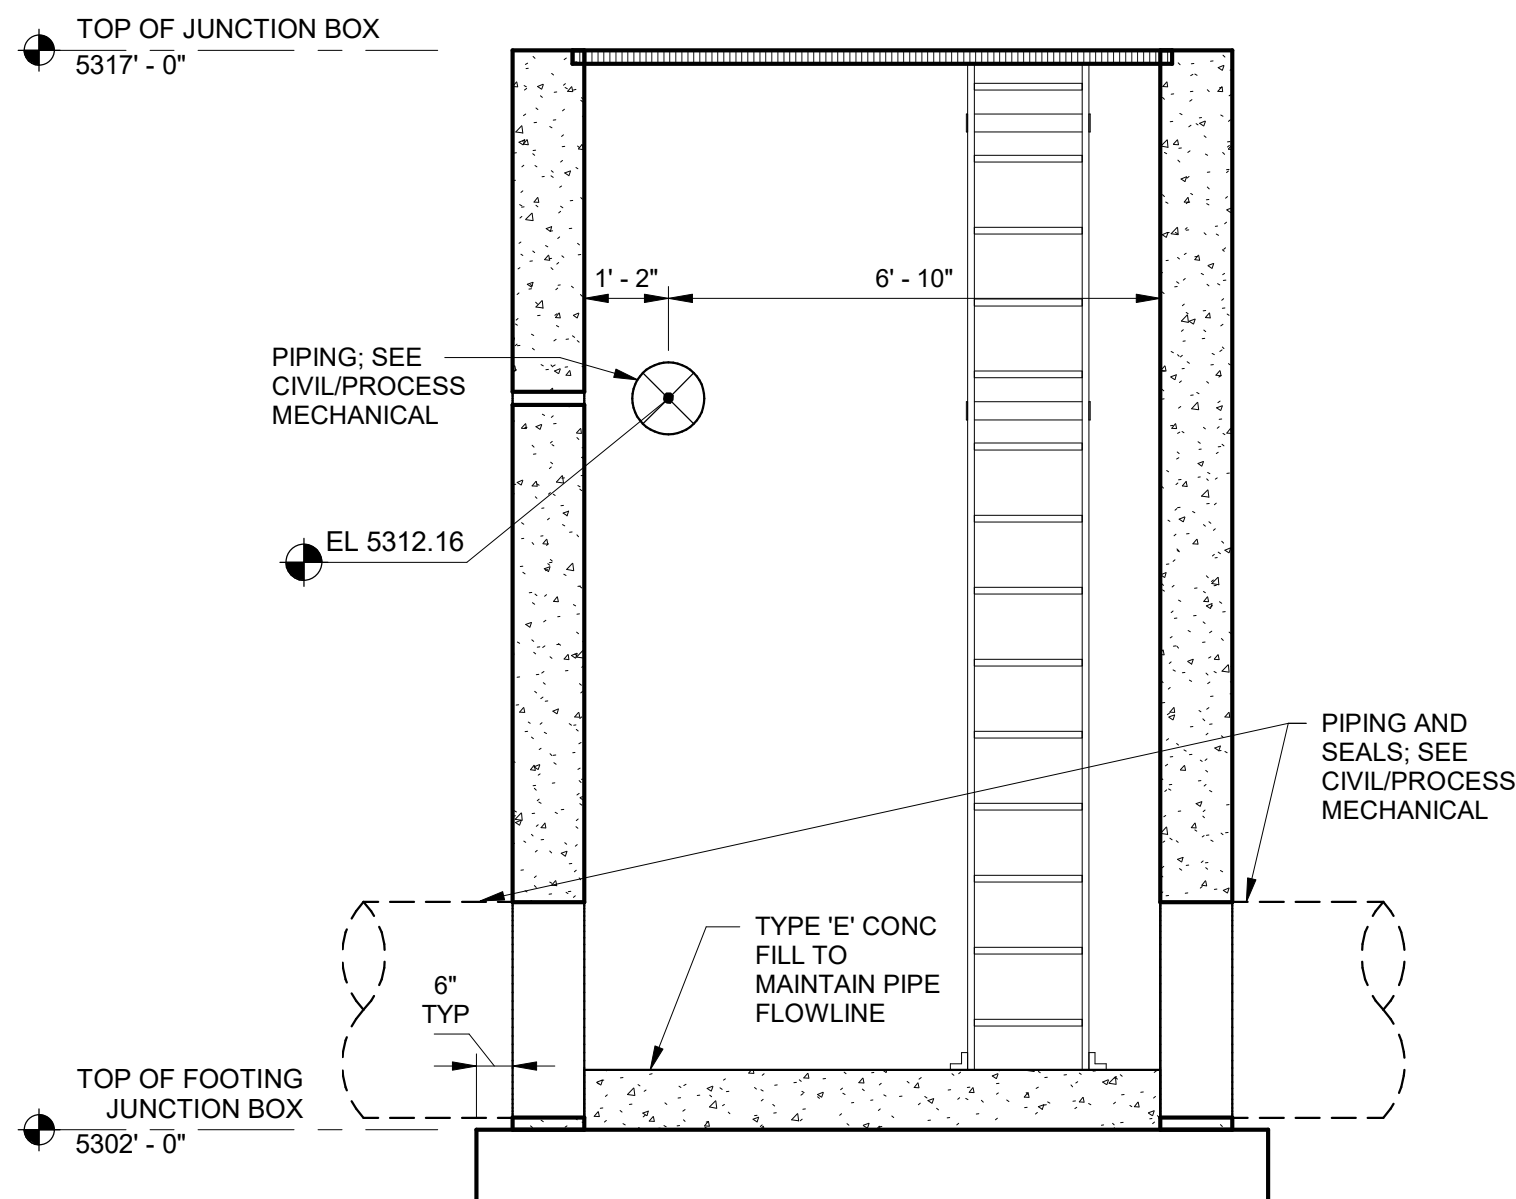 TOP OF JUNCTION BOX
5317' - 0"
1' - 2"
6' - 10"
PIPING; SEE
CIVIL/PROCESS
MECHANICAL
EL 5312.16
PIPING AND
SEALS; SEE
CIVIL/PROCESS
MECHANICAL
TYPE 'E' CONC
FILL TO
MAINTAIN PIPE
FLOWLINE
6"
TYP
TOP OF FOOTING
JUNCTION BOX
5302' - 0"